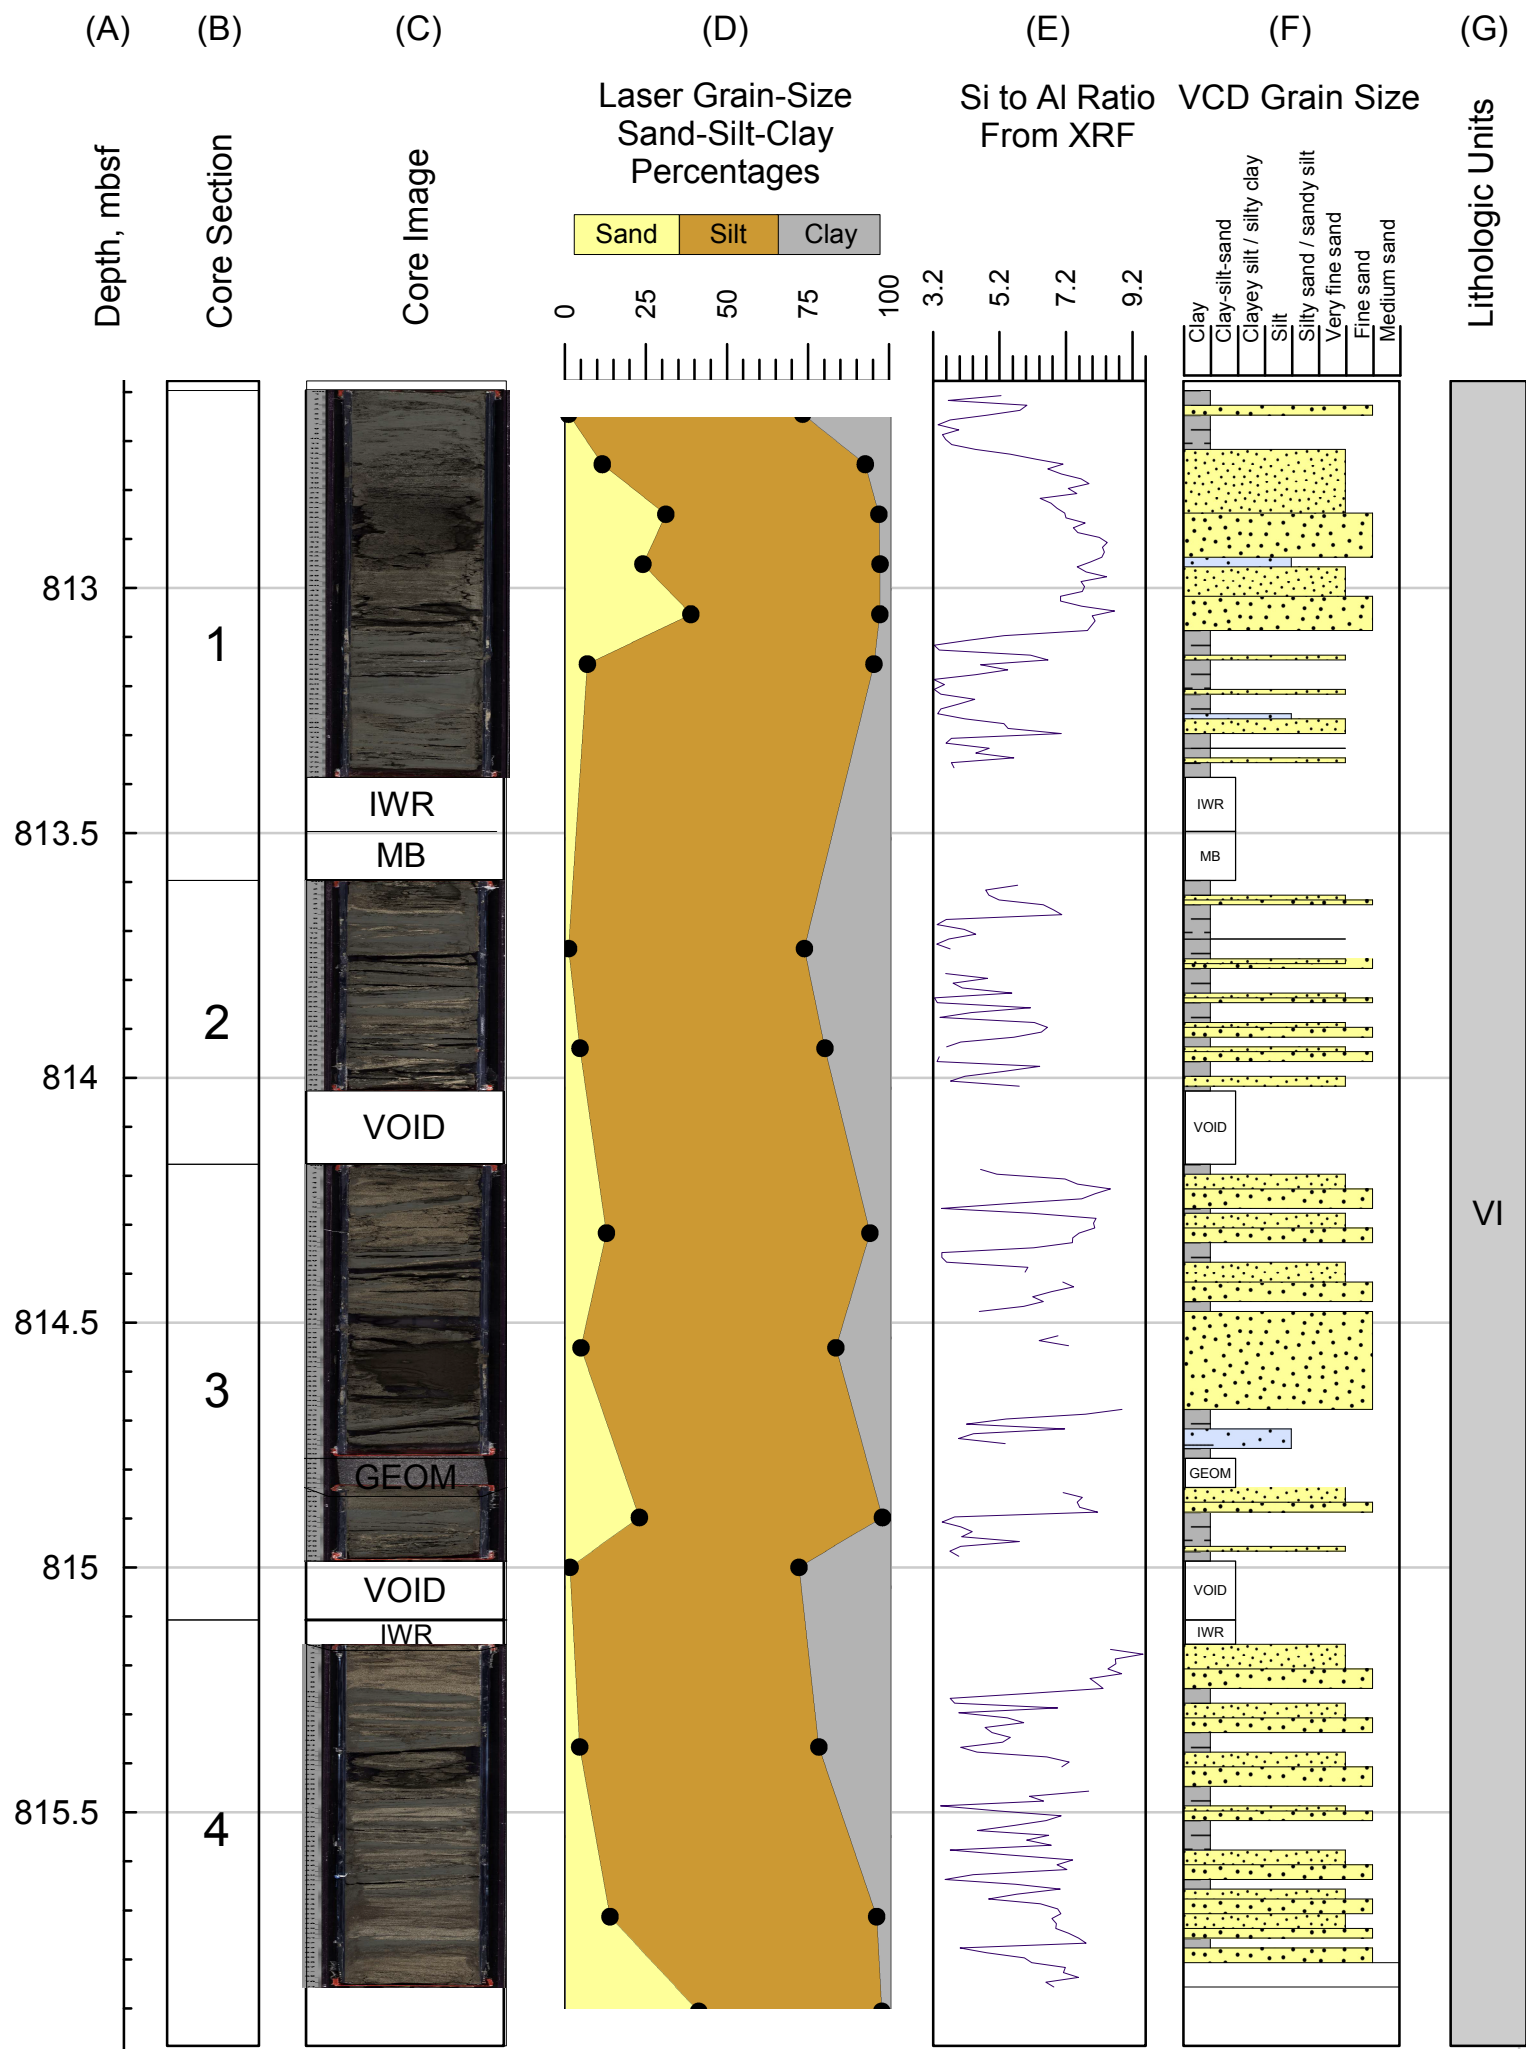 (A) (B) (C) (D) (E) (F) (G)
Depth, mbsf
Core Section
Core Image
Laser Grain-Size
Sand-Silt-Clay
Percentages
Sand Silt Clay
0 25 50 75 100
Si to Al Ratio
From XRF
3.2 5.2 7.2 9.2
VCD Grain Size
Clay
Clay-silt-sand
Clayey silt / silty clay
Silt
Silty sand / sandy silt
Very fine sand
Fine sand
Medium sand
Lithologic Units
813
813.5
814
814.5
815
815.5
1
2
3
4
IWR
MB
VOID
GEOM
VOID
IWR
IWR
MB
VOID
GEOM
VOID
IWR
VI